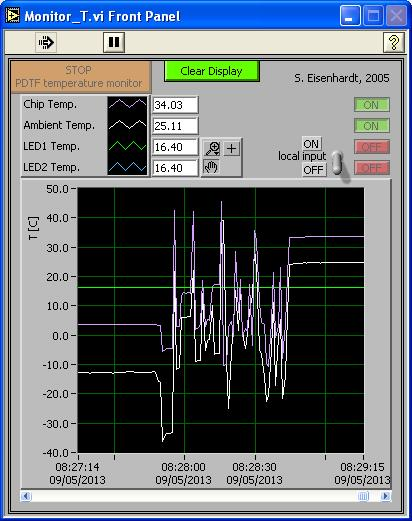 Monitor_T.vi Front Panel
?
STOP
PDTF temperature monitor
Clear Display
S. Eisenhardt, 2005
Chip Temp. 34.03 ON
Ambient Temp. 25.11 ON
LED1 Temp. 16.40 ON OFF
local input
LED2 Temp. 16.40 OFF OFF
T [C]
50.0
40.0
30.0
20.0
10.0
0.0
-10.0
-20.0
-30.0
-40.0
08:27:14 08:28:00 08:28:30 08:29:15
09/05/2013 09/05/2013 09/05/2013 09/05/2013